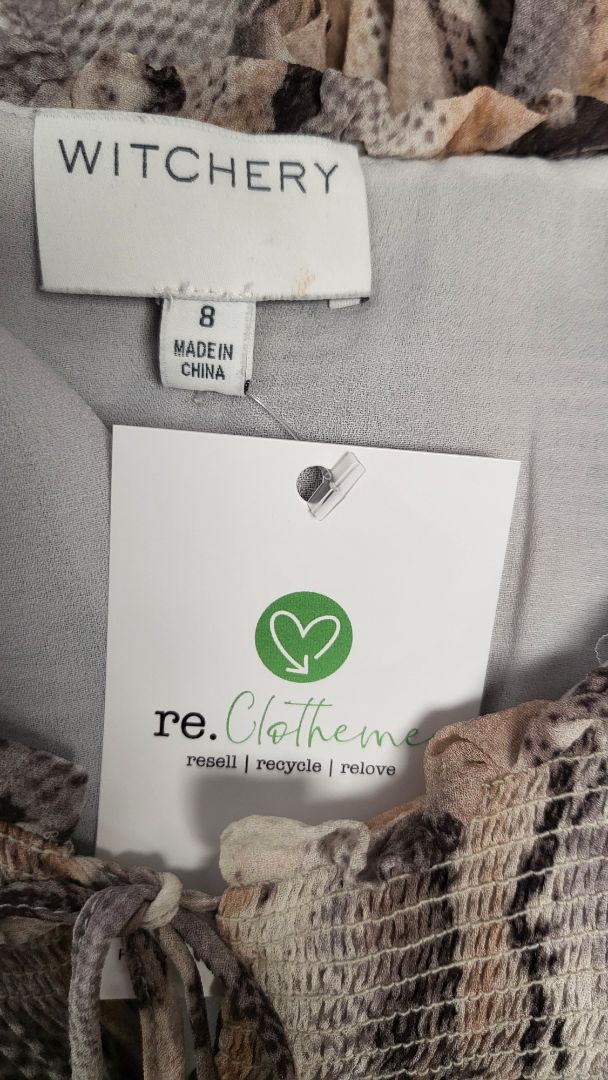 WITCHERY
8
MADE IN
CHINA
re.Clotheme
resell | recycle | relove